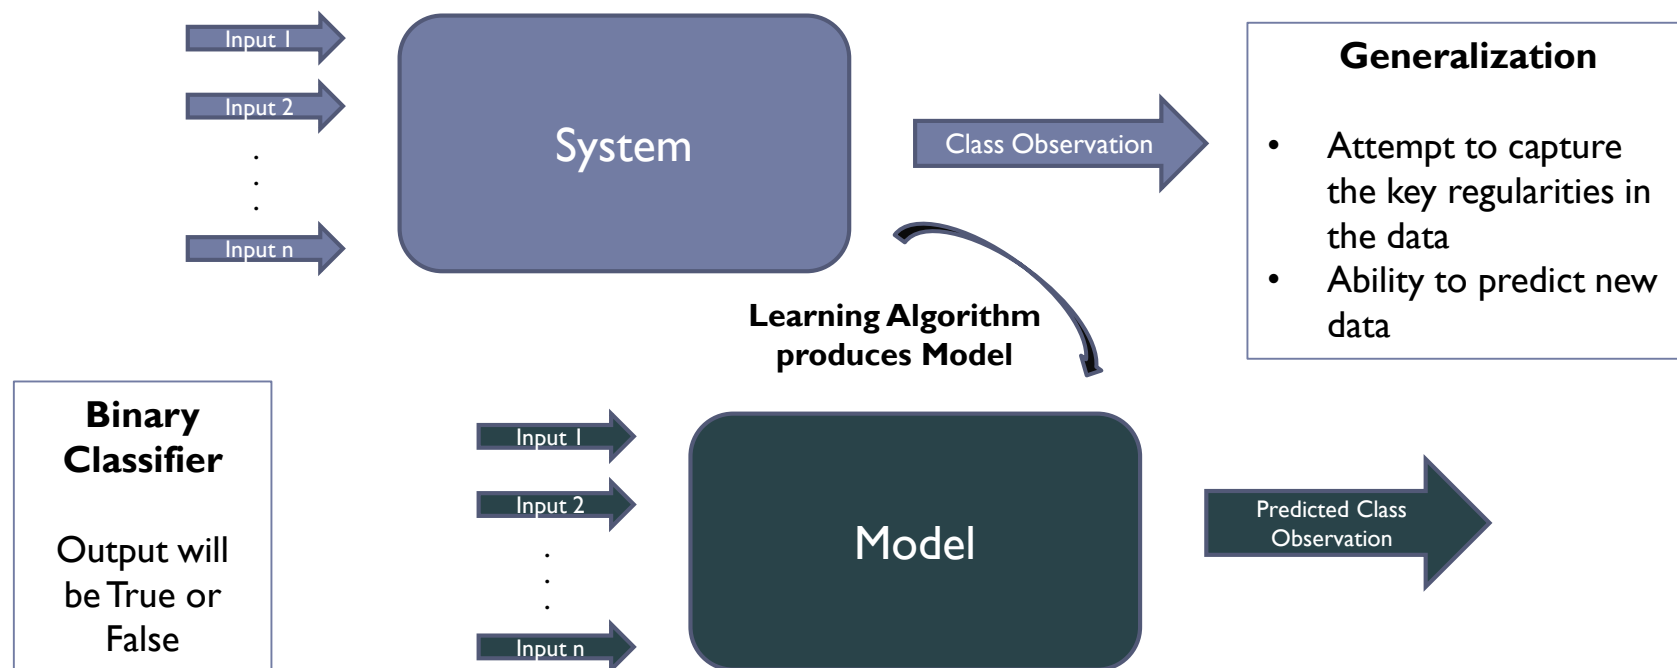 Input 1
Input 2
.
.
.
Input n
System
Class Observation
Generalization
• Attempt to capture
the key regularities in
the data
• Ability to predict new
data
Learning Algorithm
produces Model
Binary
Classifier
Output will
be True or
False
Input 1
Input 2
.
.
.
Input n
Model
Predicted Class
Observation